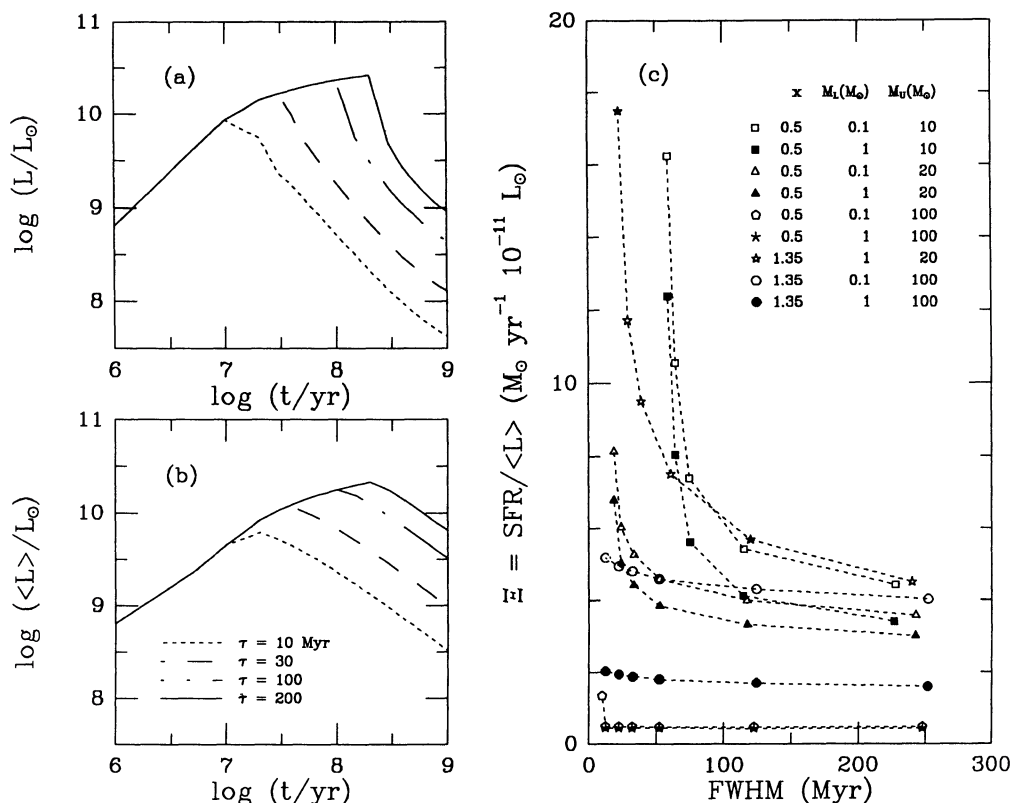 (a)
11
10
9
8
6
7
8
9
log (L/L☉)
log (t/yr)
(b)
11
10
9
8
6
7
8
9
log (<L>/L☉)
log (t/yr)
τ = 10 Myr
τ = 30
τ = 100
τ = 200
(c)
20
10
0
0
100
200
300
Ξ = SFR/<L> (M☉ yr⁻¹ 10⁻¹¹ L☉)
FWHM (Myr)
x M_L(M☉) M_U(M☉)
0.5 0.1 10
0.5 1 10
0.5 0.1 20
0.5 1 20
0.5 0.1 100
0.5 1 100
1.35 1 20
1.35 0.1 100
1.35 1 100